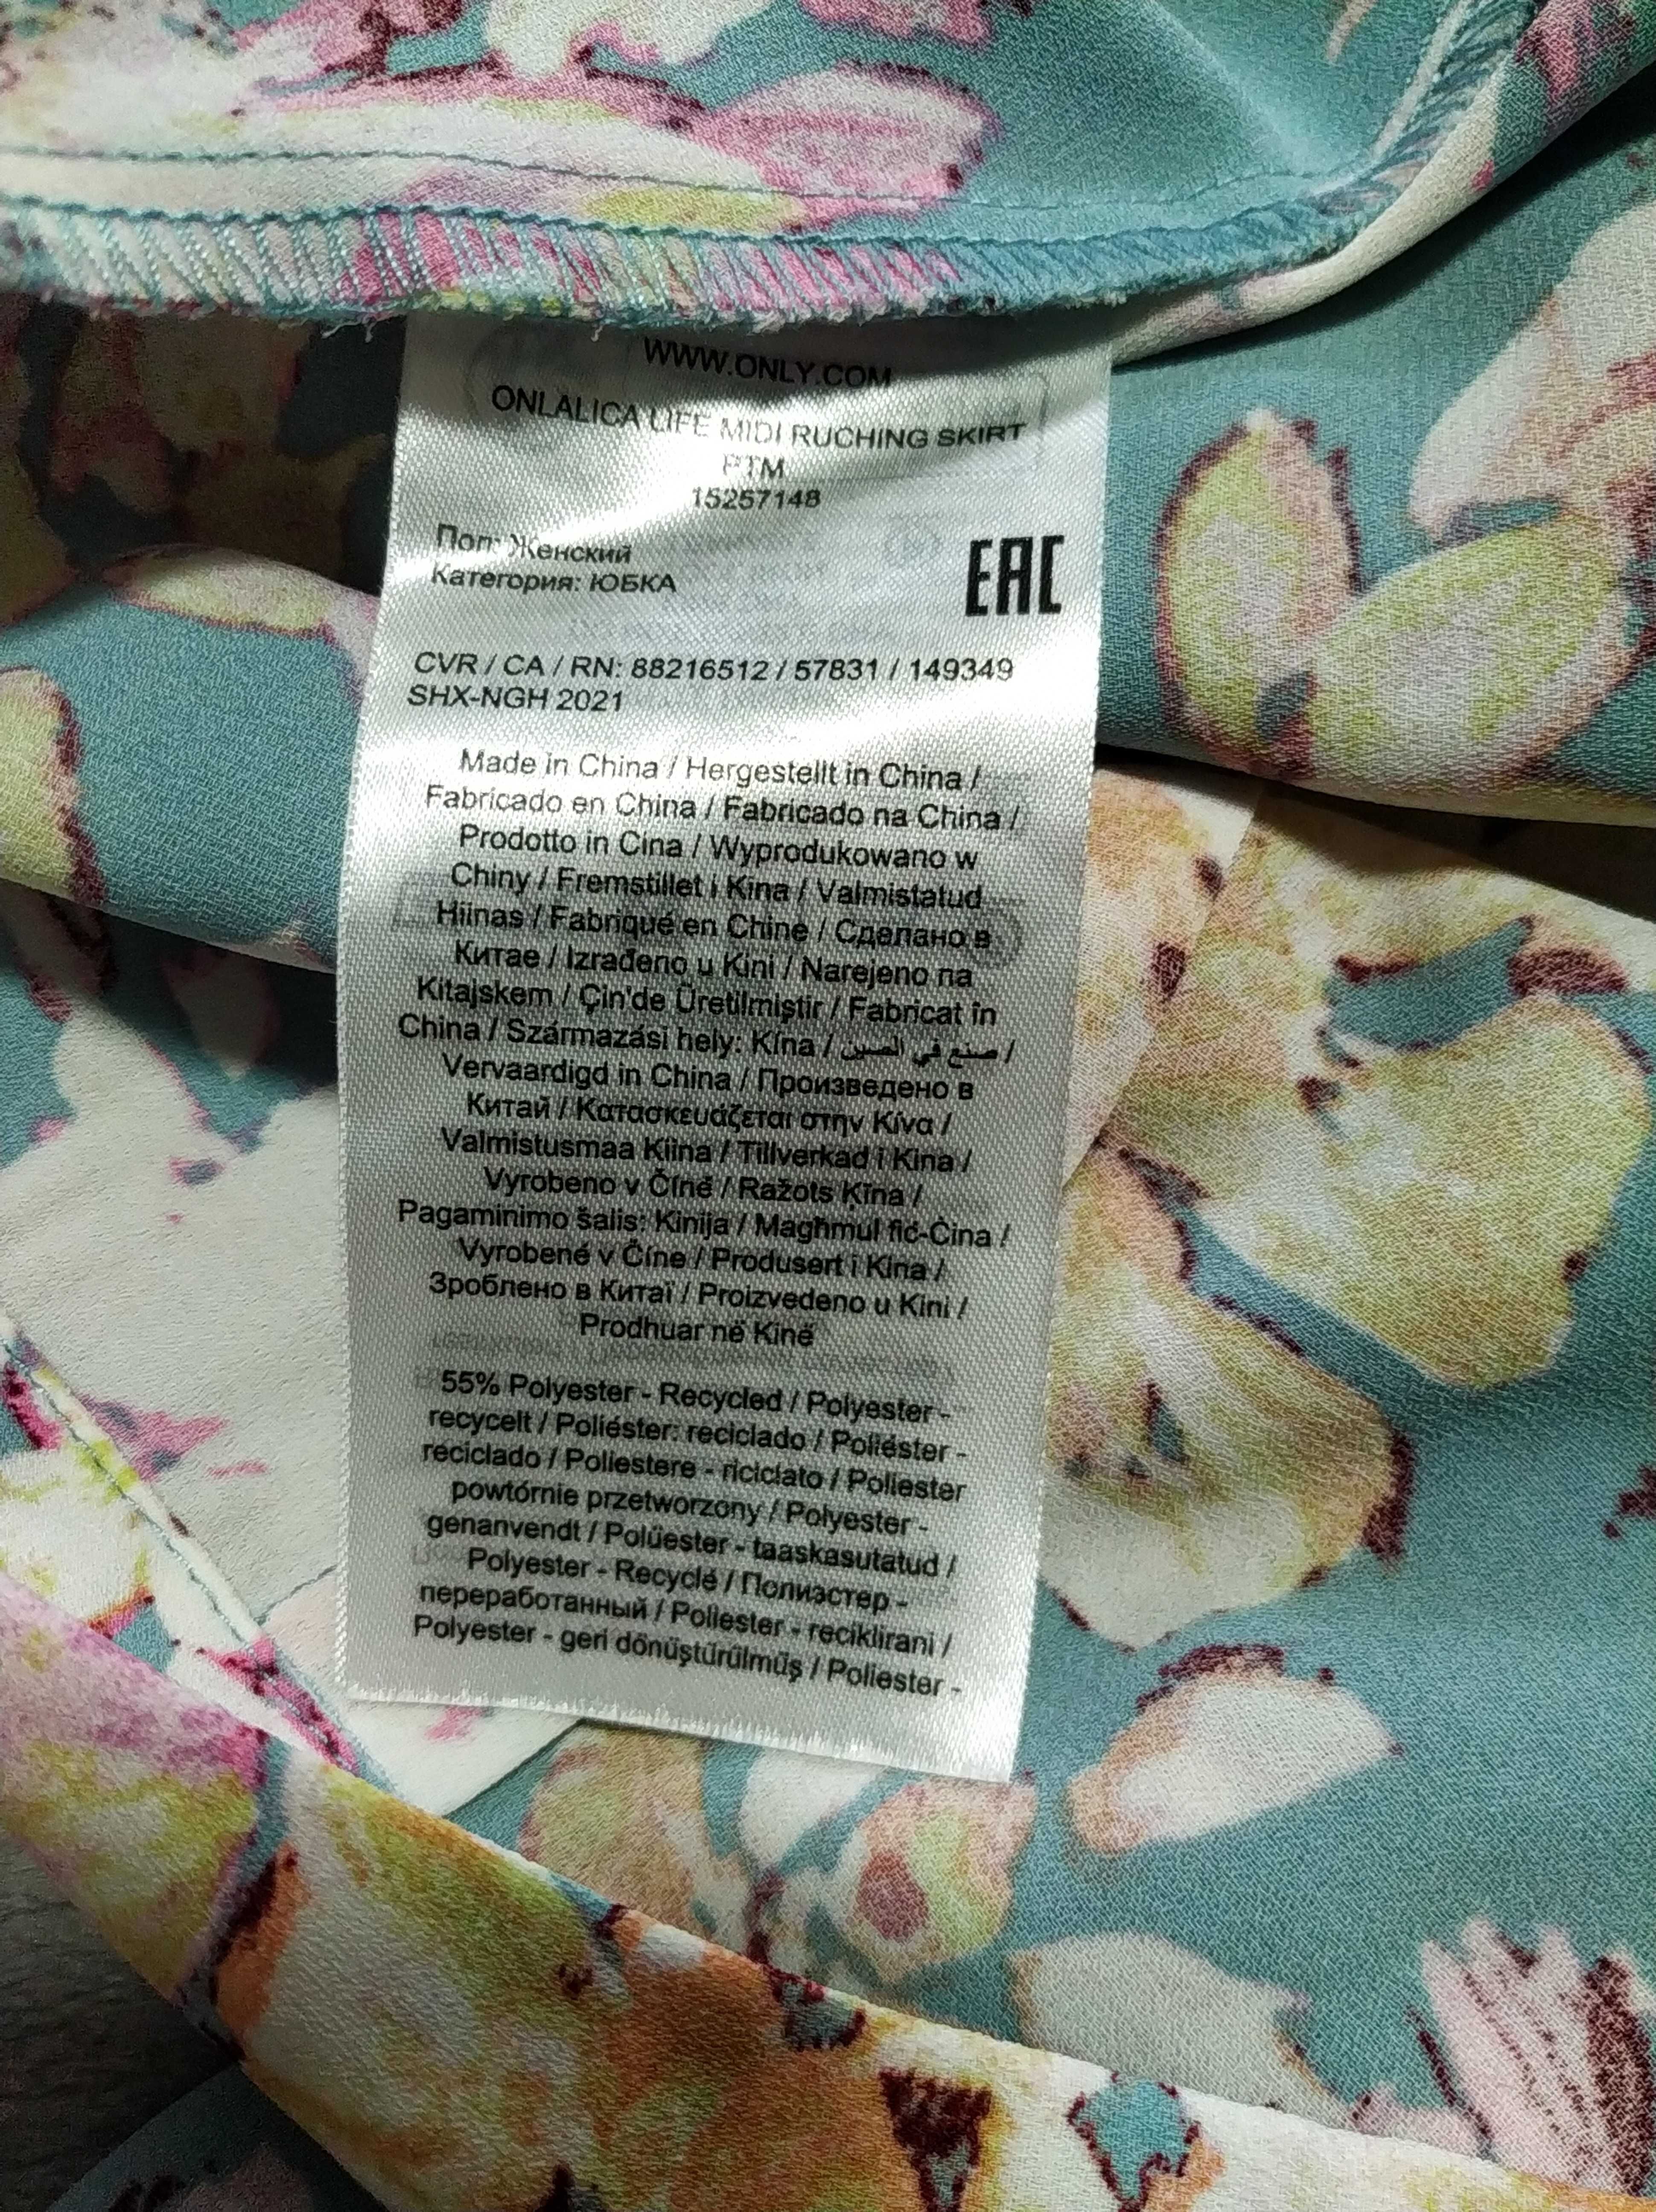 WWW.ONLY.COM
ONLALICA LIFE MIDI RUCHING SKIRT
PTM
15257148
Пол: Женский
Категория: ЮБКА
EAC
CVR / CA / RN: 88216512 / 57831 / 149349
SHX-NGH 2021
Made in China / Hergestellt in China /
Fabricado en China / Fabricado na China /
Prodotto in Cina / Wyprodukowano w
Chiny / Fremstillet i Kina / Valmistatud
Hiinas / Fabriqué en Chine / Сделано в
Китае / Izrađeno u Kini / Narejeno na
Kitajskem / Çin'de Üretilmiştir / Fabricat în
China / Származási hely: Kína / صنع في الصين /
Vervaardigd in China / Произведено в
Китай / Κατασκευάζεται στην Κίνα /
Valmistusmaa Kiina / Tillverkad i Kina /
Vyrobeno v Číně / Ražots Ķīna /
Pagaminimo šalis: Kinija / Magħmul fiċ-Ċina /
Vyrobené v Číne / Produsert i Kina /
Зроблено в Китаї / Proizvedeno u Kini /
Prodhuar në Kinë
55% Polyester - Recycled / Polyester -
recycelt / Poliéster: reciclado / Poliéster -
reciclado / Poliestere - riciclato / Poliester
powtórnie przetworzony / Polyester -
genanvendt / Polüester - taaskasutatud /
Polyester - Recyclé / Полиэстер -
переработанный / Poliester - reciklirani /
Polyester - geri dönüştürülmüş / Poliester -